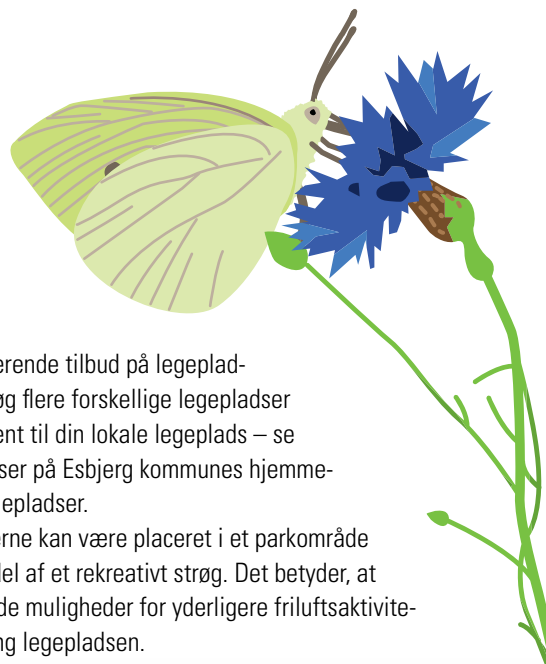 erende tilbud på legeplad-
øg flere forskellige legepladser
ent til din lokale legeplads – se
ser på Esbjerg kommunes hjemme-
gepladser.
erne kan være placeret i et parkområde
del af et rekreativt strøg. Det betyder, at
de muligheder for yderligere friluftsaktivite-
ng legepladsen.